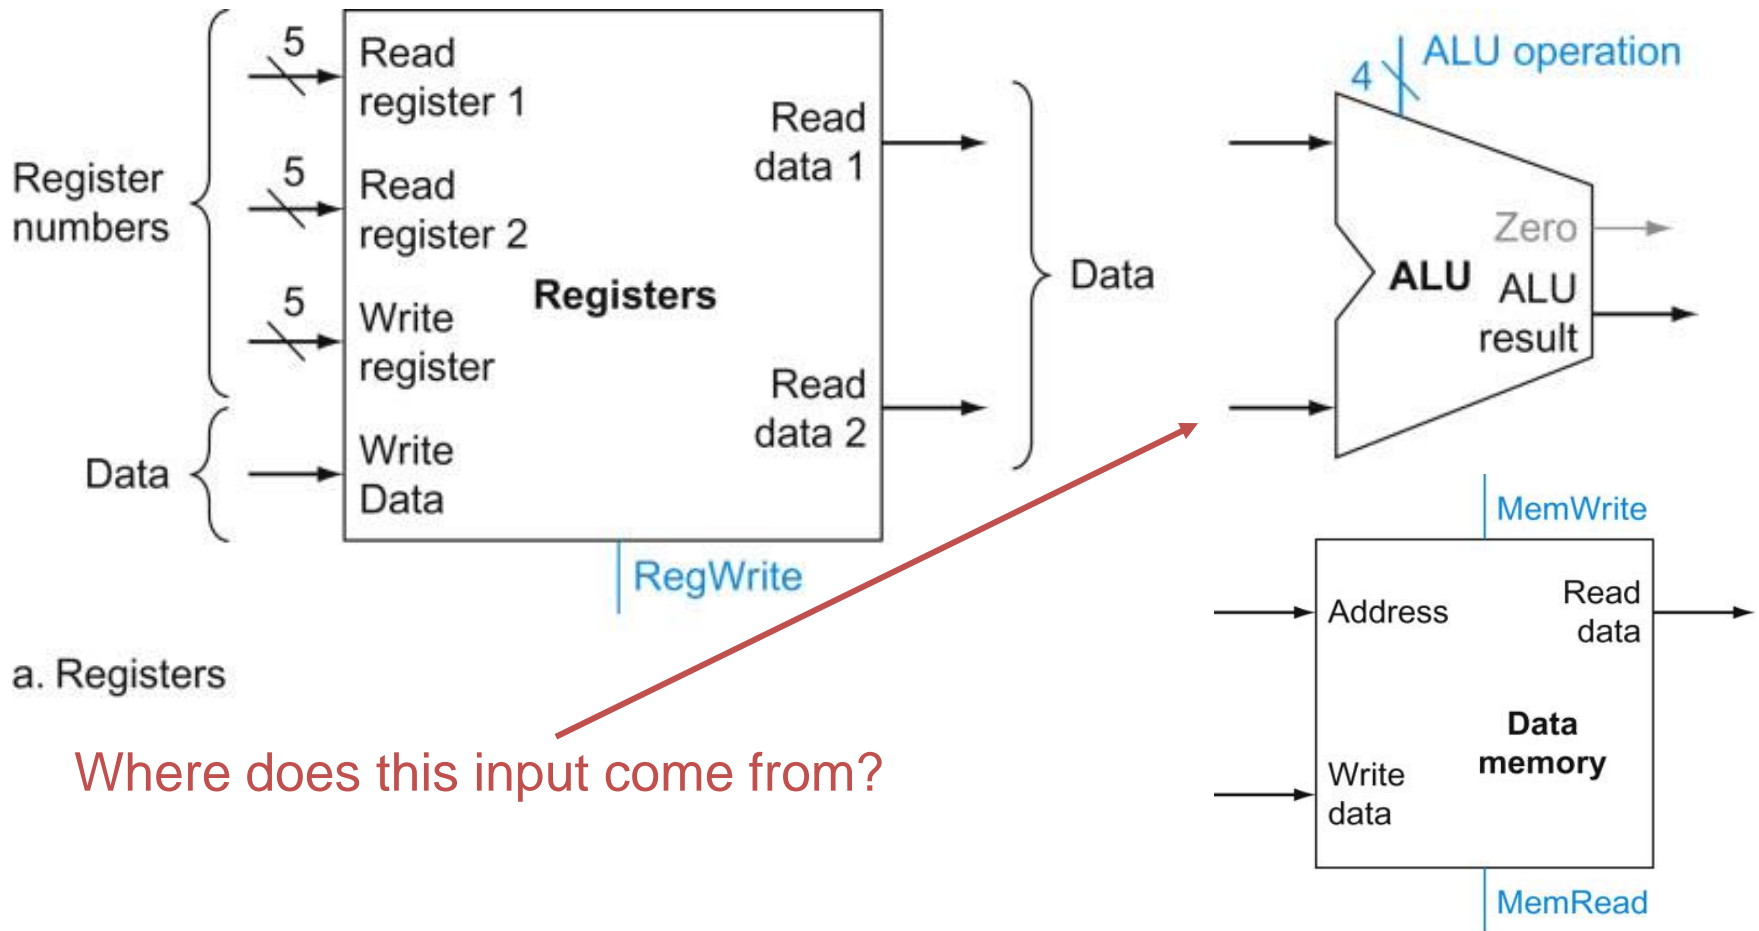 5
Read
register 1
5
Read
register 2
5
Write
register
Write
Data
Register
numbers
Data
Registers
Read
data 1
Read
data 2
Data
RegWrite
a. Registers
4
ALU operation
Zero
ALU
ALU
result
MemWrite
Address
Read
data
Data
memory
Write
data
MemRead
Where does this input come from?